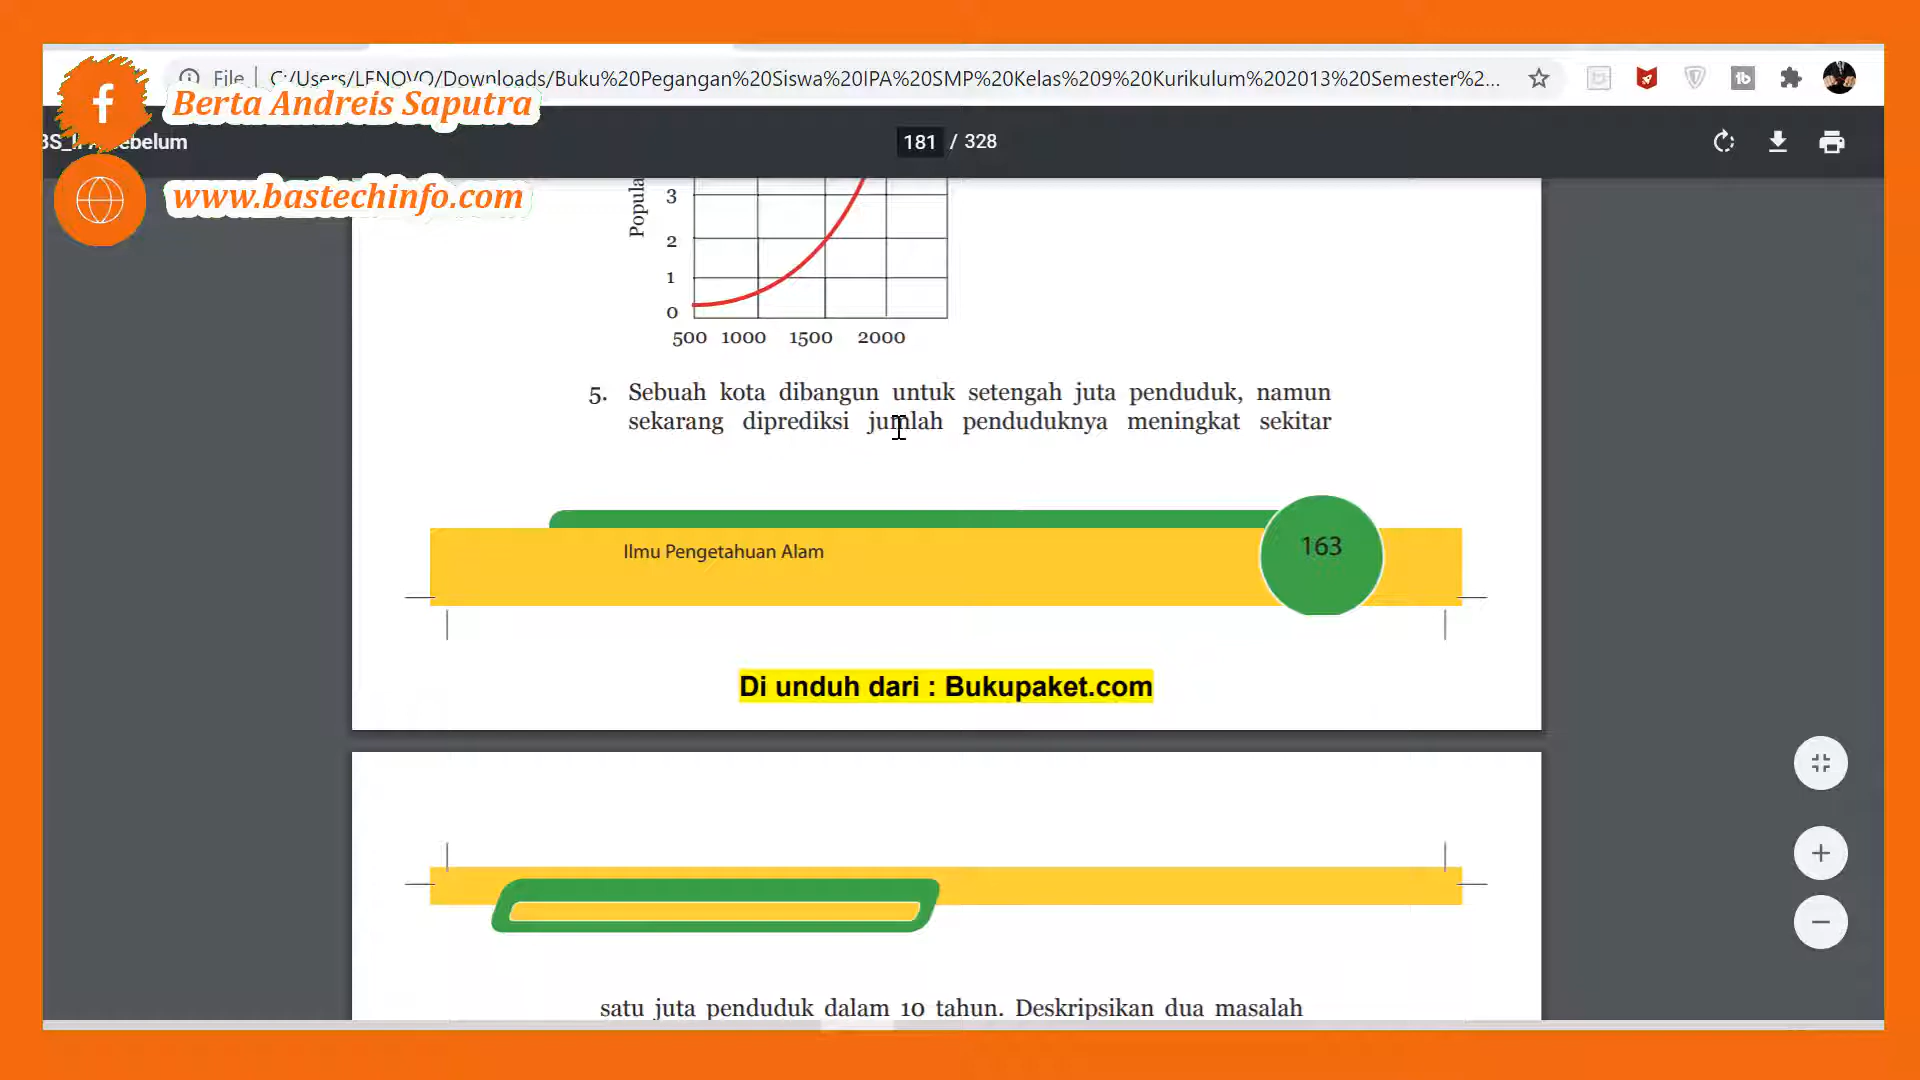 File
C:/Users/LENOVO/Downloads/Buku%20Pegangan%20Siswa%20IPA%20SMP%20Kelas%209%20Kurikulum%202013%20Semester%2...
Berta Andreis Saputra
181 / 328
www.bastechinfo.com
3
2
1
0
500 1000 1500 2000
5. Sebuah kota dibangun untuk setengah juta penduduk, namun
sekarang diprediksi jumlah penduduknya meningkat sekitar
Ilmu Pengetahuan Alam
163
Di unduh dari : Bukupaket.com
satu juta penduduk dalam 10 tahun. Deskripsikan dua masalah